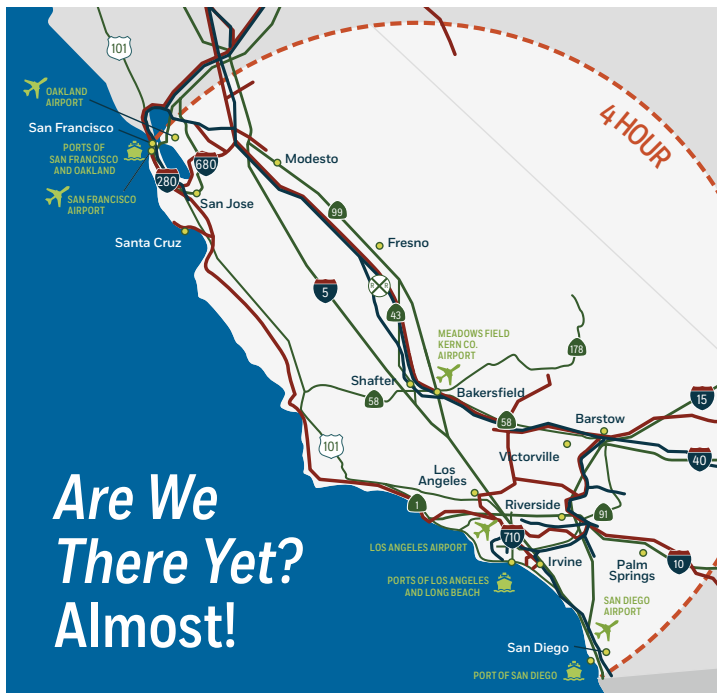 101
OAKLAND
AIRPORT
San Francisco
PORTS OF
SAN FRANCISCO
AND OAKLAND
280
680
SAN FRANCISCO
AIRPORT
San Jose
Santa Cruz
Modesto
4 HOUR
99
Fresno
5
R R
43
MEADOWS FIELD
KERN CO.
AIRPORT
178
Shafter
58
Bakersfield
58
15
Barstow
40
Victorville
101
Los
Angeles
1
Riverside
91
710
LOS ANGELES AIRPORT
Irvine
Palm
Springs
10
PORTS OF LOS ANGELES
AND LONG BEACH
SAN DIEGO
AIRPORT
San Diego
PORT OF SAN DIEGO
Are We
There Yet?
Almost!